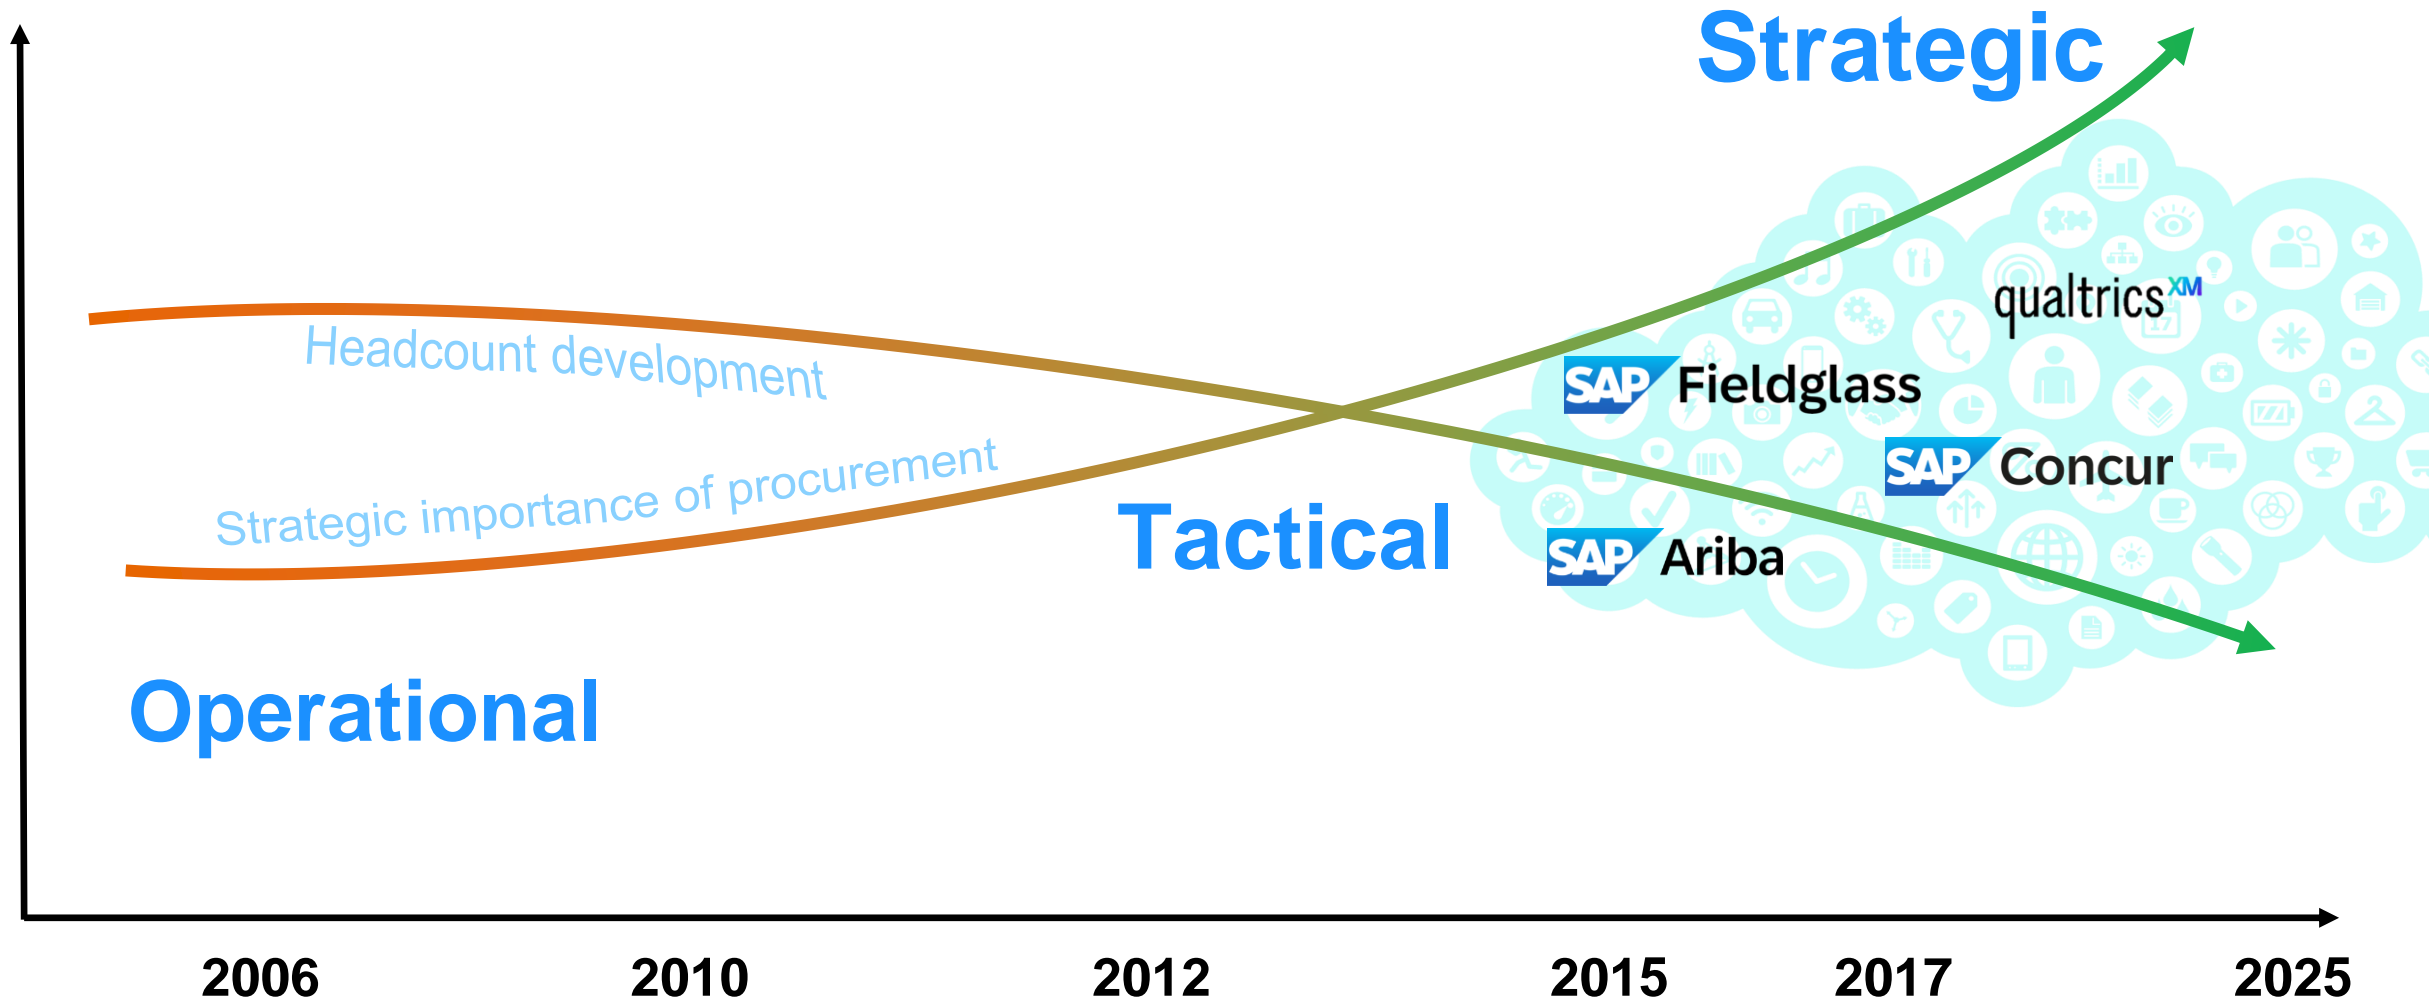 Strategic
qualtrics XM
Headcount development
SAP Fieldglass
Strategic importance of procurement
SAP Concur
Tactical
SAP Ariba
17
Operational
2006
2010
2012
2015
2017
2025